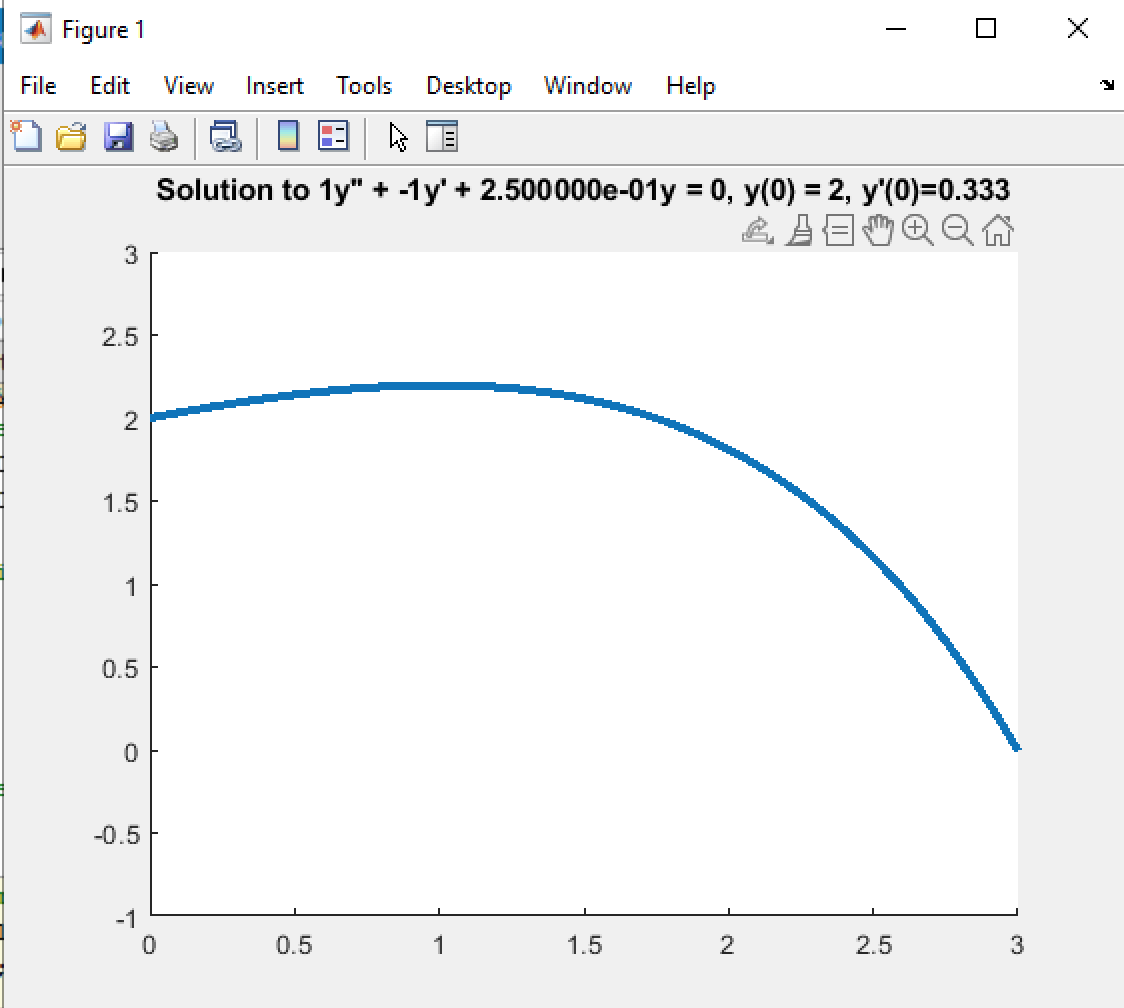 Figure 1
File Edit View Insert Tools Desktop Window Help
Solution to 1y" + -1y' + 2.500000e-01y = 0, y(0) = 2, y'(0)=0.333
3
2.5
2
1.5
1
0.5
0
-0.5
-1
0 0.5 1 1.5 2 2.5 3